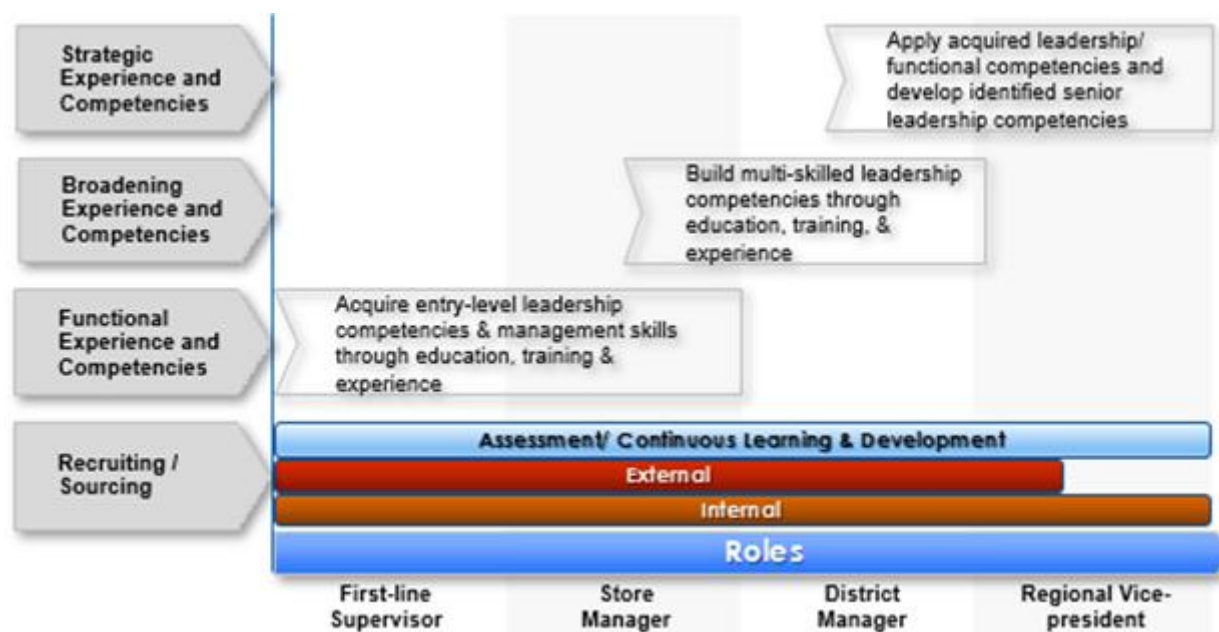 Strategic
Experience and
Competencies
Apply acquired leadership/
functional competencies and
develop identified senior
leadership competencies
Broadening
Experience and
Competencies
Build multi-skilled leadership
competencies through
education, training, &
experience
Functional
Experience and
Competencies
Acquire entry-level leadership
competencies & management skills
through education, training &
experience
Recruiting /
Sourcing
Assessment/ Continuous Learning & Development
External
Internal
Roles
First-line
Supervisor
Store
Manager
District
Manager
Regional Vice-
president